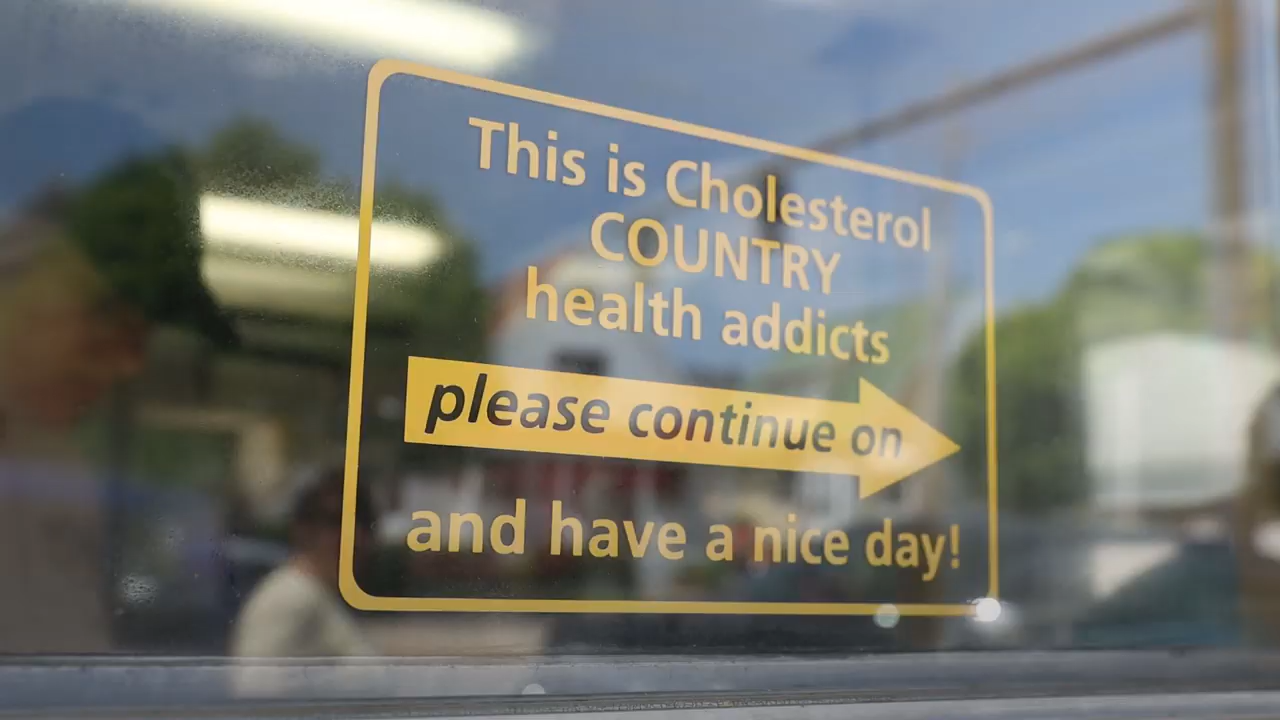 This is Cholesterol
COUNTRY
health addicts
please continue on
and have a nice day!